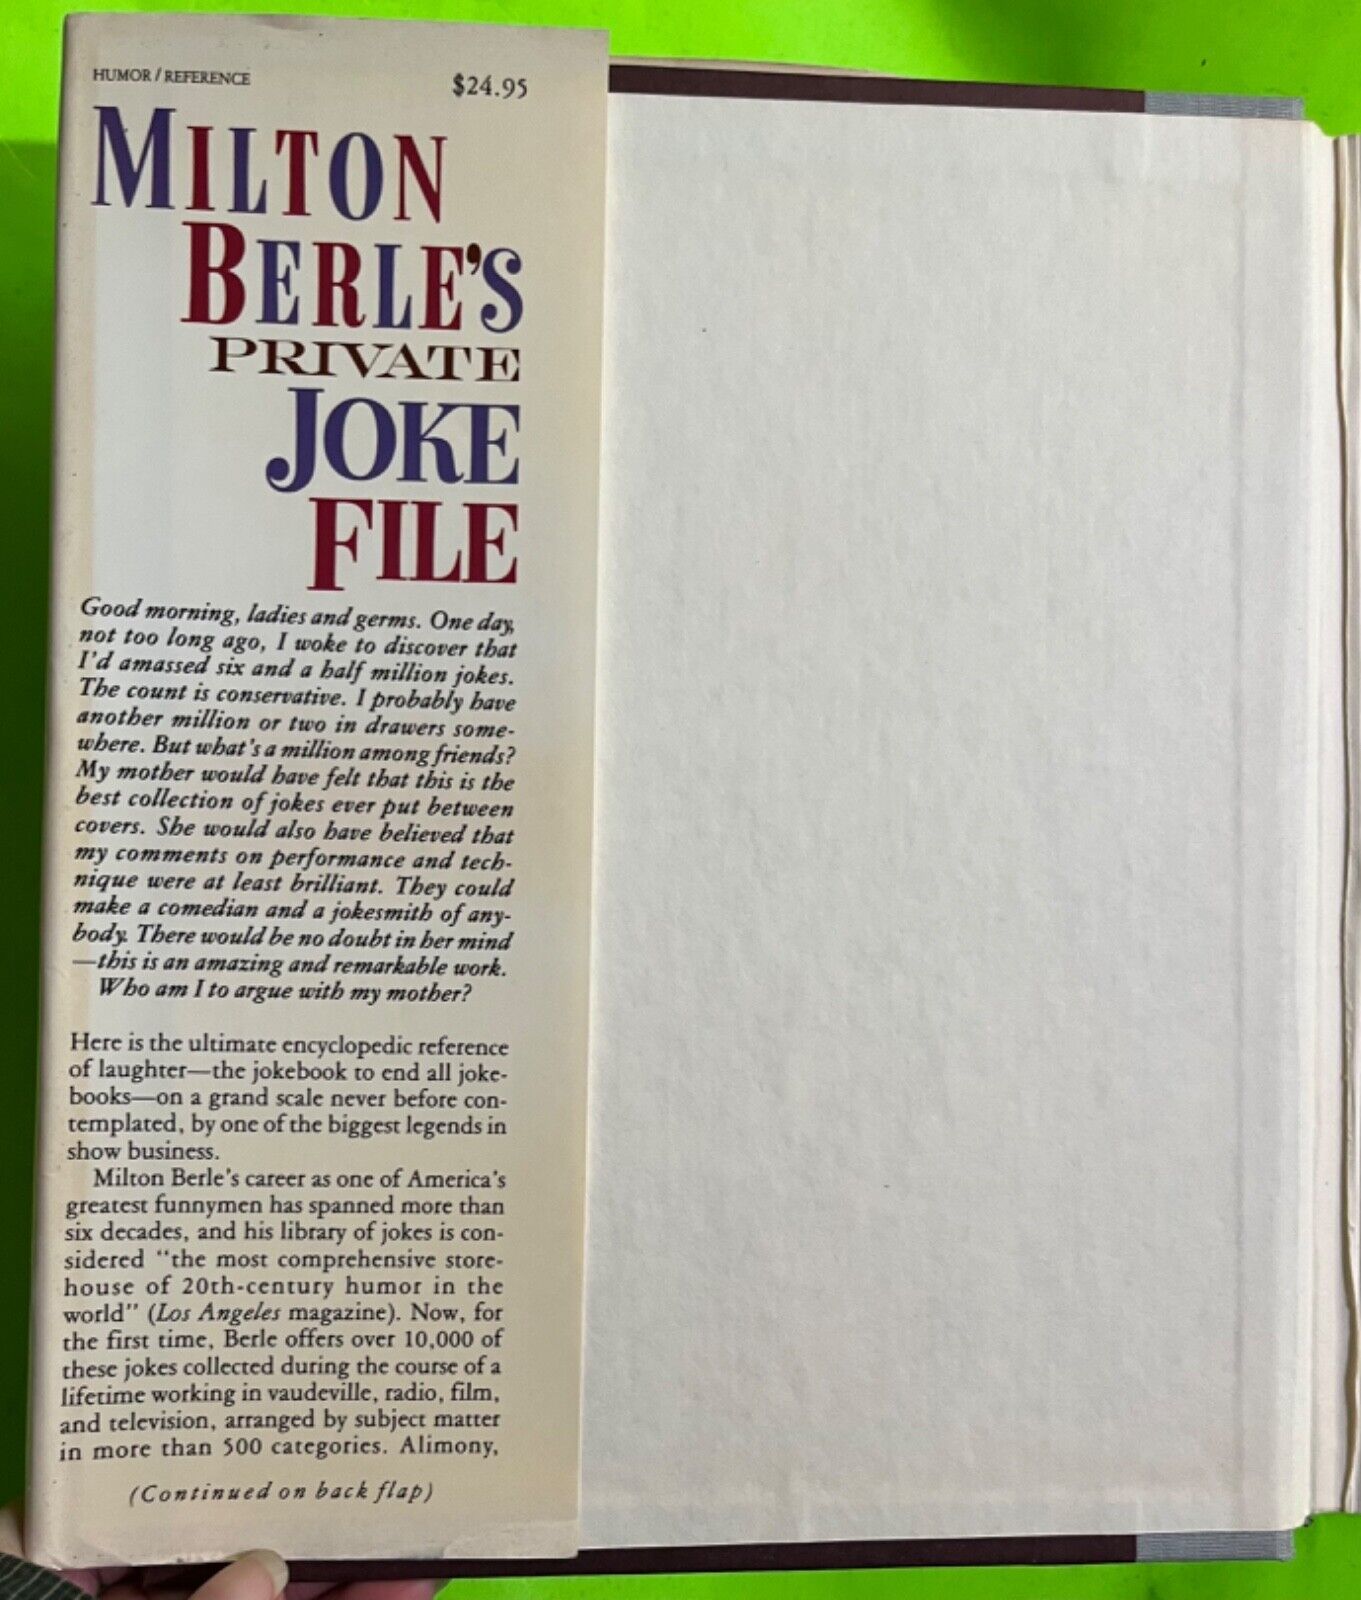 HUMOR / REFERENCE
$24.95
MILTON
BERLE'S
PRIVATE
JOKE
FILE
Good morning, ladies and germs. One day,
not too long ago, I woke to discover that
I'd amassed six and a half million jokes.
The count is conservative. I probably have
another million or two in drawers some-
where. But what's a million among friends?
My mother would have felt that this is the
best collection of jokes ever put between
covers. She would also have believed that
my comments on performance and tech-
nique were at least brilliant. They could
make a comedian and a jokesmith of any-
body. There would be no doubt in her mind
—this is an amazing and remarkable work.
Who am I to argue with my mother?
Here is the ultimate encyclopedic reference
of laughter—the jokebook to end all joke-
books—on a grand scale never before con-
templated, by one of the biggest legends in
show business.
Milton Berle's career as one of America's
greatest funnymen has spanned more than
six decades, and his library of jokes is con-
sidered "the most comprehensive store-
house of 20th-century humor in the
world" (Los Angeles magazine). Now, for
the first time, Berle offers over 10,000 of
these jokes collected during the course of a
lifetime working in vaudeville, radio, film,
and television, arranged by subject matter
in more than 500 categories. Alimony,
(Continued on back flap)